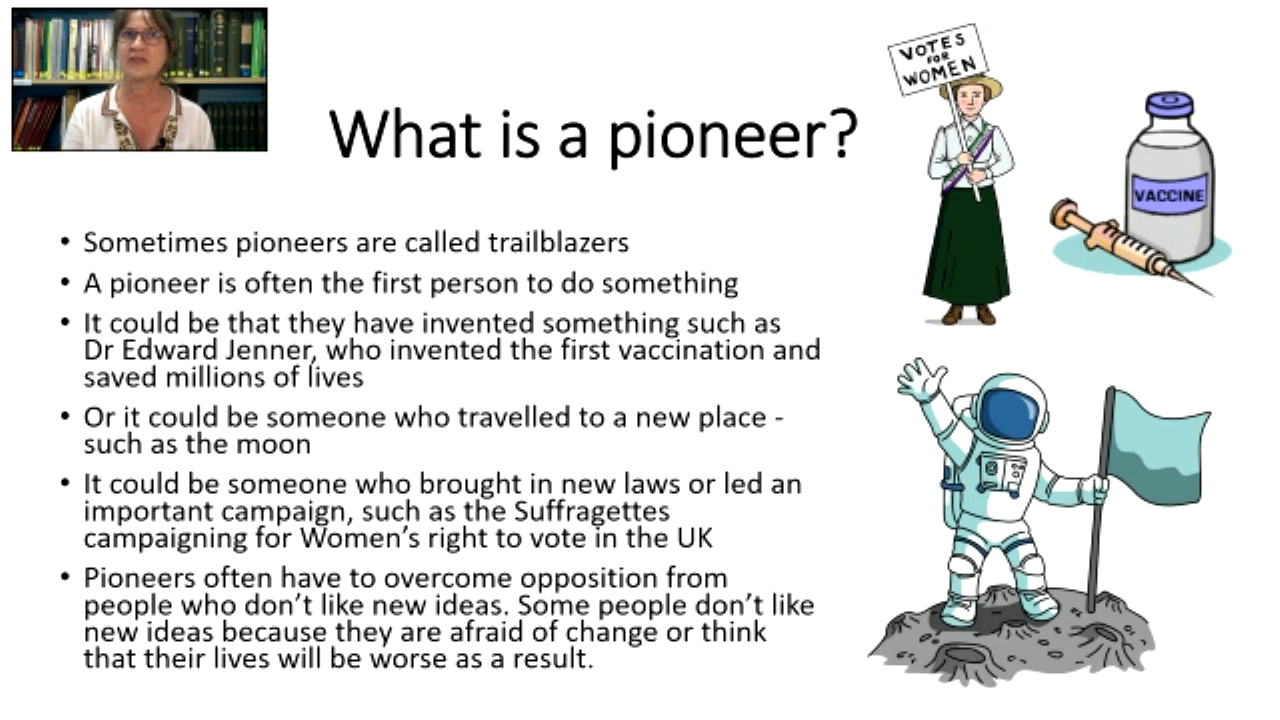 What is a pioneer?
VOTES
FOR
WOMEN
VACCINE
• Sometimes pioneers are called trailblazers
• A pioneer is often the first person to do something
• It could be that they have invented something such as
Dr Edward Jenner, who invented the first vaccination and
saved millions of lives
• Or it could be someone who travelled to a new place -
such as the moon
• It could be someone who brought in new laws or led an
important campaign, such as the Suffragettes
campaigning for Women’s right to vote in the UK
• Pioneers often have to overcome opposition from
people who don’t like new ideas. Some people don’t like
new ideas because they are afraid of change or think
that their lives will be worse as a result.